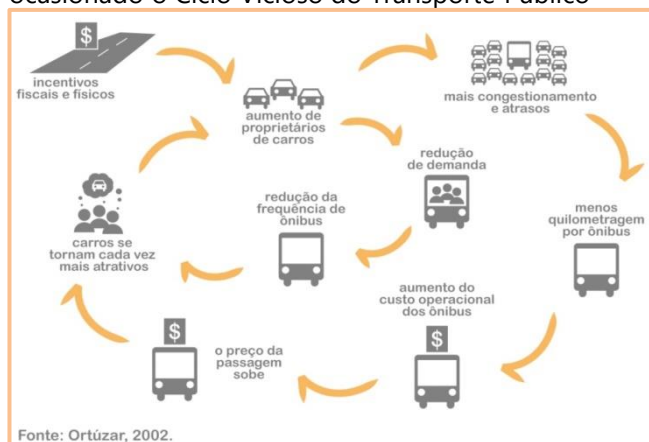 ocasionado o Ciclo Vicioso do Transporte Público
$
incentivos
fiscais e físicos
aumento de
proprietários
de carros
mais congestionamento
e atrasos
redução
de demanda
redução da
frequência de
ônibus
menos
quilometragem
por ônibus
carros se
tornam cada vez
mais atrativos
aumento do
custo operacional
dos ônibus
$
$
o preço da
passagem
sobe
Fonte: Ortúzar, 2002.